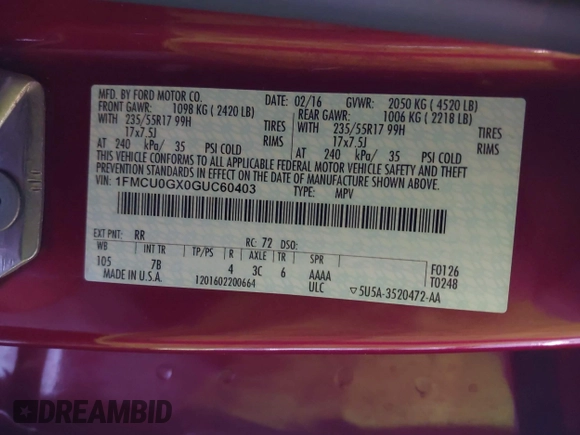 MFD. BY FORD MOTOR CO.
DATE: 02/16 GVWR: 2050 KG ( 4520 LB)
FRONT GAWR: 1098 KG ( 2420 LB) REAR GAWR: 1006 KG ( 2218 LB)
WITH 235/55R17 99H TIRES WITH 235/55R17 99H TIRES
17x7.5J RIMS 17x7.5J RIMS
AT 240 kPa/ 35 PSI COLD AT 240 kPa/ 35 PSI COLD
THIS VEHICLE CONFORMS TO ALL APPLICABLE FEDERAL MOTOR VEHICLE SAFETY AND THEFT
PREVENTION STANDARDS IN EFFECT ON THE DATE OF MANUFACTURE SHOWN ABOVE.
VIN: 1FMCU0GX0GUC60403 TYPE: MPV
EXT PNT: RR RC: 72 DSO:
WB INT TR TP/PS R AXLE TR SPR
105 7B 4 3C 6 AAAA F0126
MADE IN U.S.A. 1201602200664 ULC T0248
▽5U5A-3520472-AA
DREAMBID